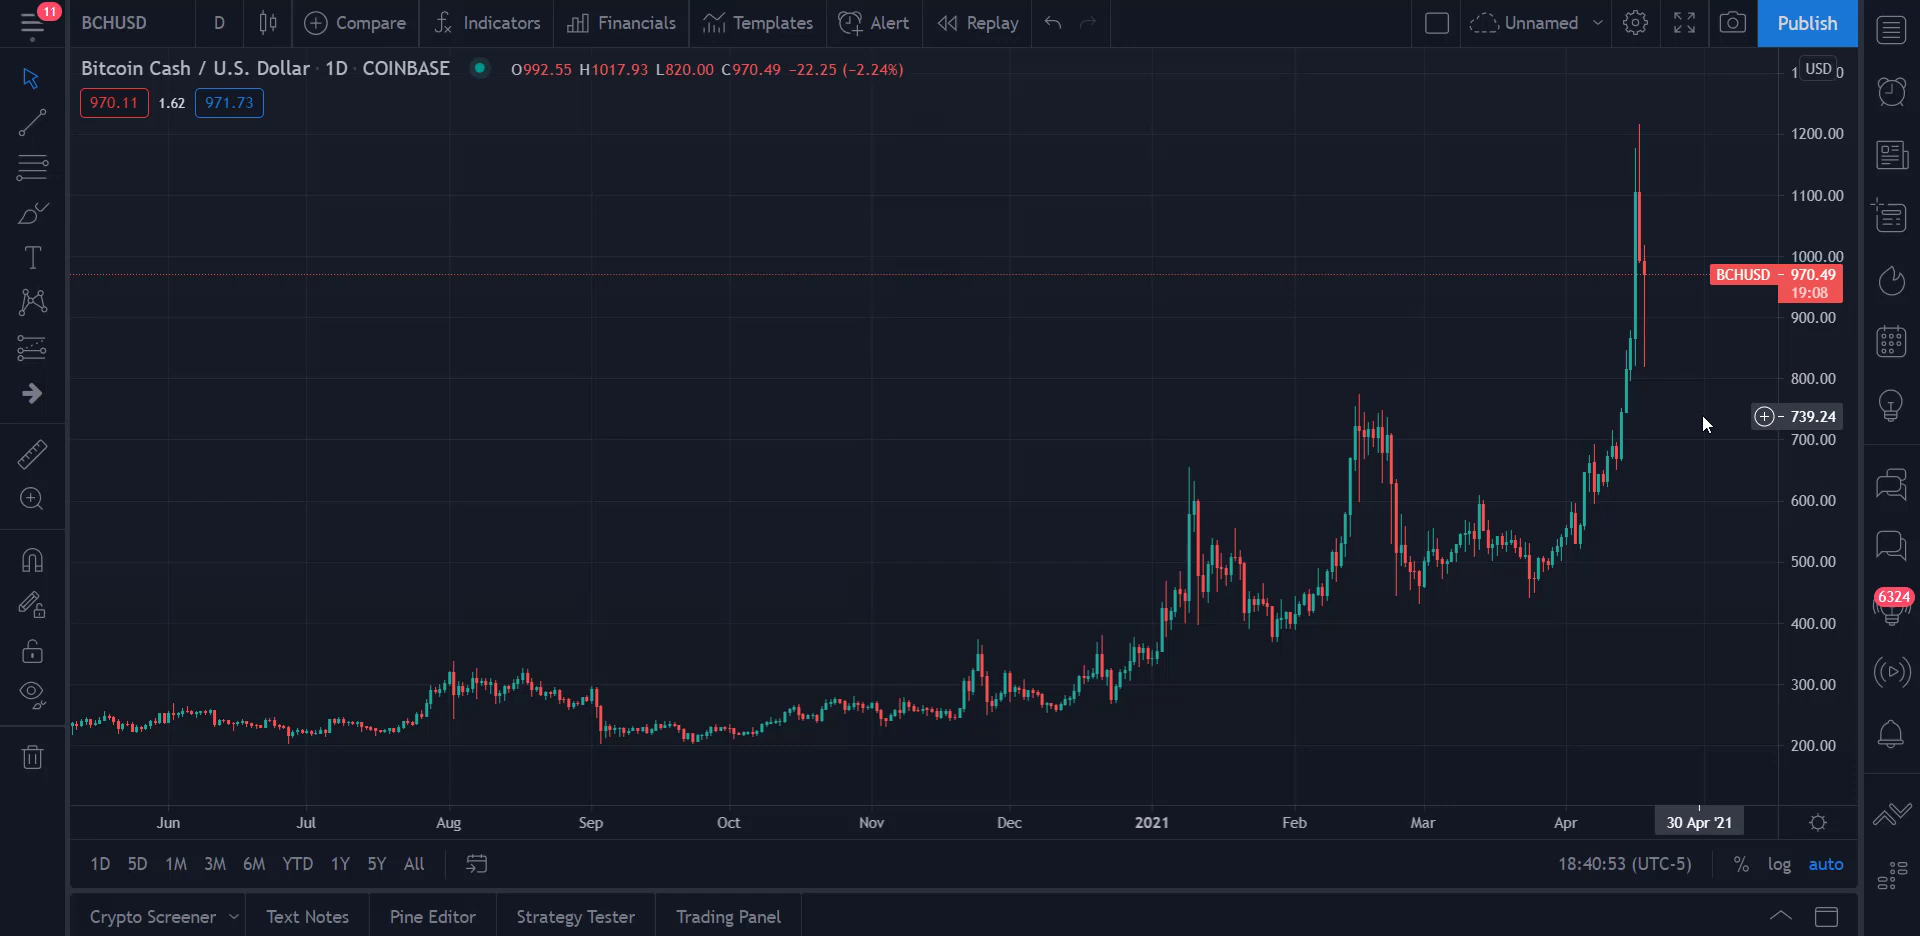 11
BCHUSD D Compare Indicators Financials Templates Alert Replay Unnamed Publish
Bitcoin Cash / U.S. Dollar · 1D · COINBASE O992.55 H1017.93 L820.00 C970.49 −22.25 (−2.24%)
USD
970.11 1.62 971.73
1200.00
1100.00
1000.00
BCHUSD - 970.49
19:08
900.00
800.00
739.24
700.00
600.00
500.00
400.00
300.00
200.00
6324
T
Jun Jul Aug Sep Oct Nov Dec 2021 Feb Mar Apr 30 Apr '21
1D 5D 1M 3M 6M YTD 1Y 5Y All 18:40:53 (UTC-5) % log auto
Crypto Screener Text Notes Pine Editor Strategy Tester Trading Panel